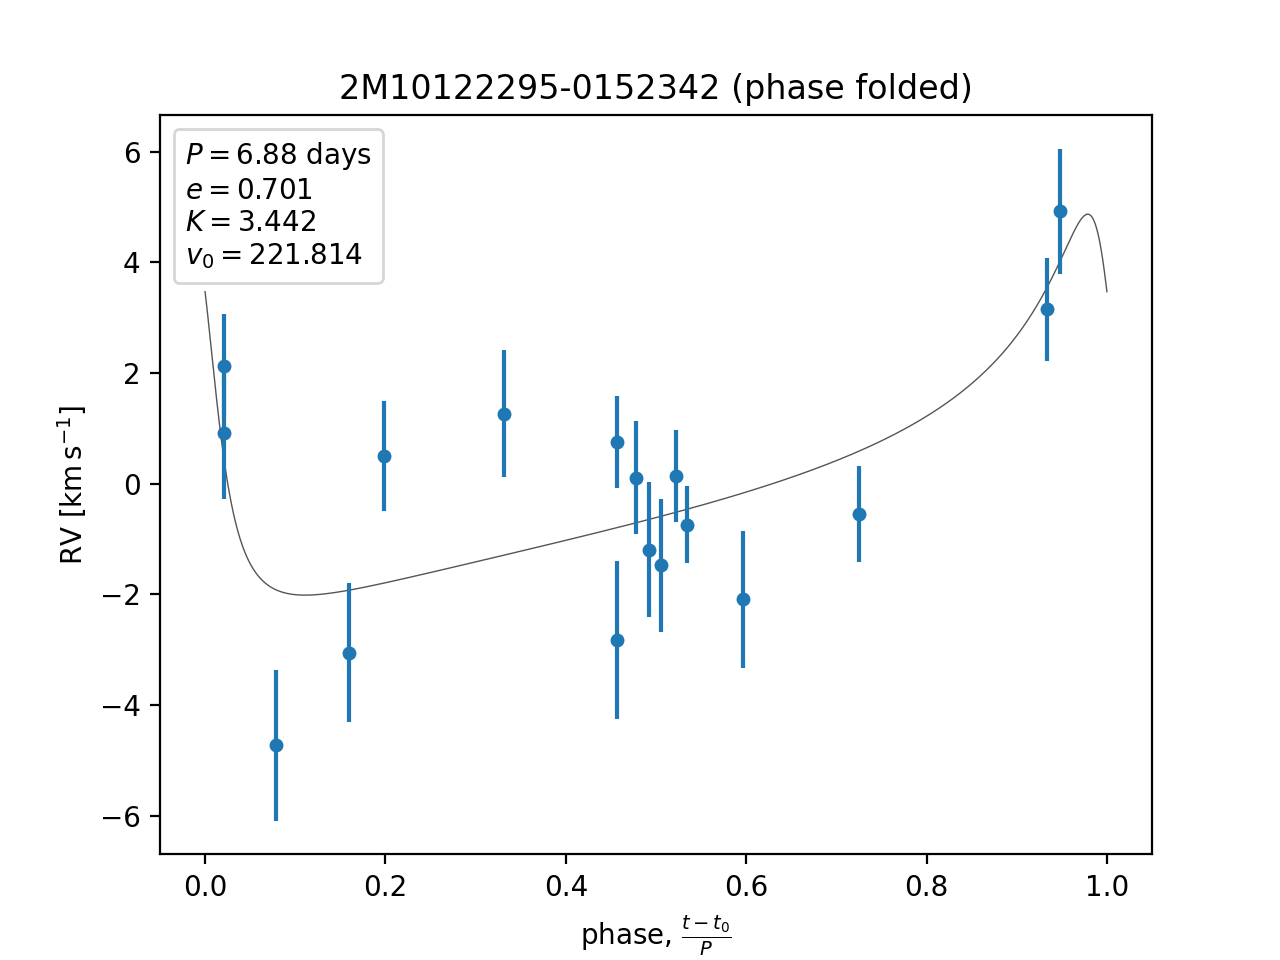 2M10122295-0152342 (phase folded)
P = 6.88 days
e = 0.701
K = 3.442
v₀ = 221.814
6
4
2
0
−2
−4
−6
RV [km s⁻¹]
0.0 0.2 0.4 0.6 0.8 1.0
phase, (t − t₀)/P